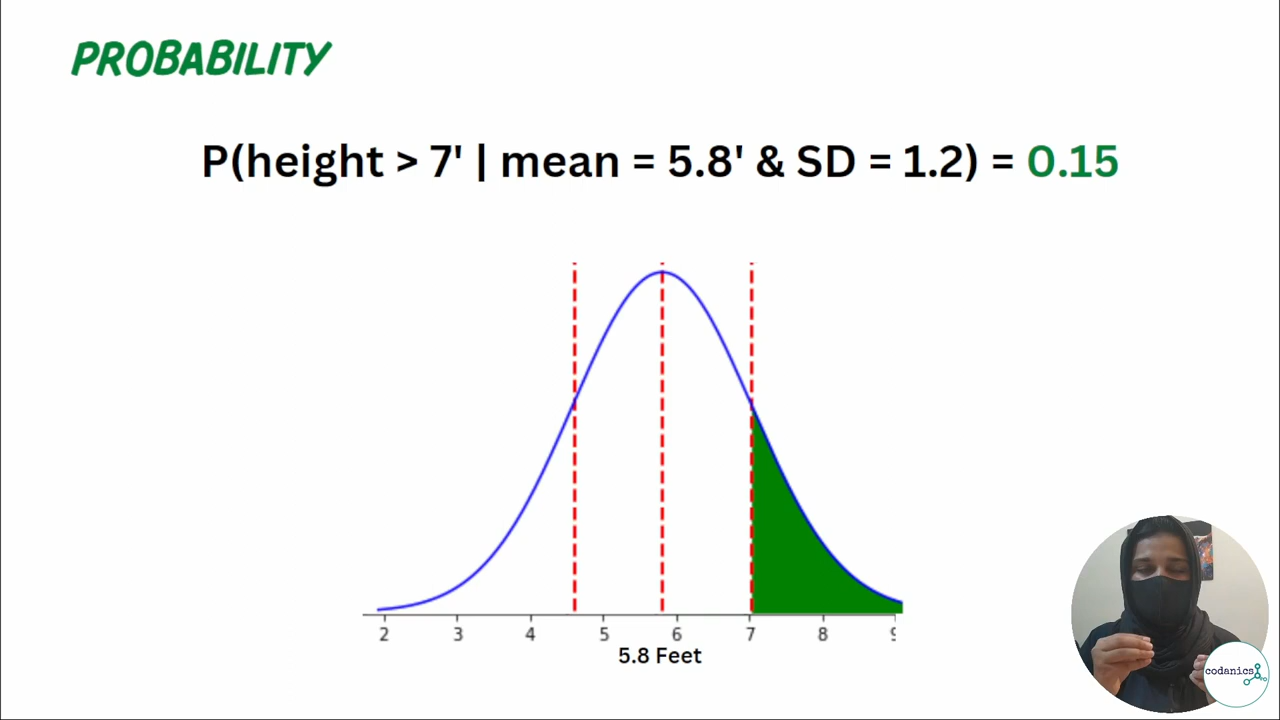 PROBABILITY
P(height > 7' | mean = 5.8' & SD = 1.2) = 0.15
2 3 4 5 6 7 8
5.8 Feet
codanics